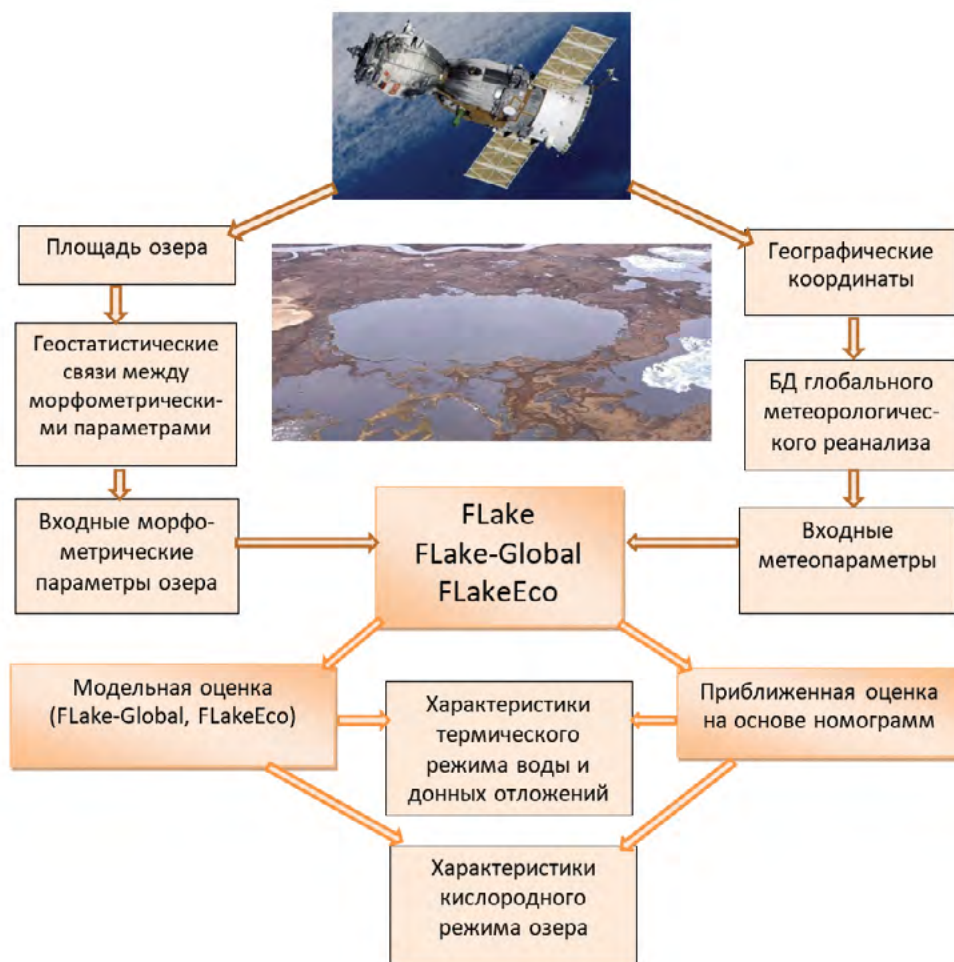 Площадь озера
Географические
координаты
Геостатистические
связи между
морфометрически-
ми параметрами
БД глобального
метеорологичес-
кого реанализа
Входные морфо-
метрические
параметры озера
FLake
FLake-Global
FLakeEco
Входные
метеопараметры
Модельная оценка
(FLake-Global, FLakeEco)
Характеристики
термического
режима воды и
донных отложений
Приближенная оценка
на основе номограмм
Характеристики
кислородного
режима озера